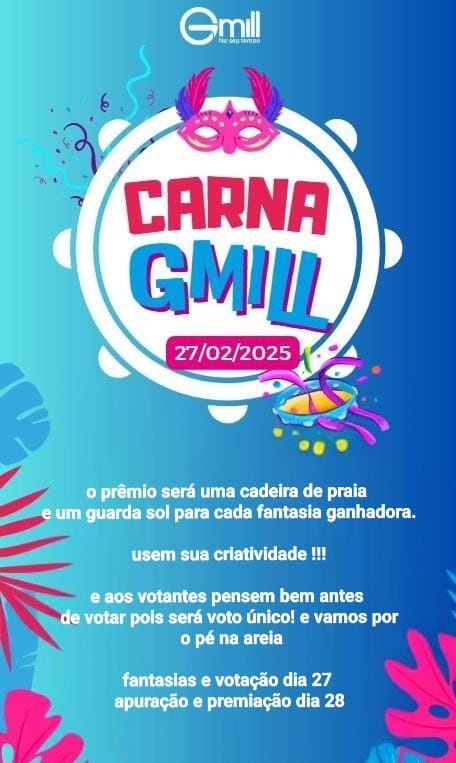 Gmill
No seu tempo
CARNA
GMILL
27/02/2025
o prêmio será uma cadeira de praia
e um guarda sol para cada fantasia ganhadora.
usem sua criatividade !!!
e aos votantes pensem bem antes
de votar pois será voto único! e vamos por
o pé na areia
fantasias e votação dia 27
apuração e premiação dia 28